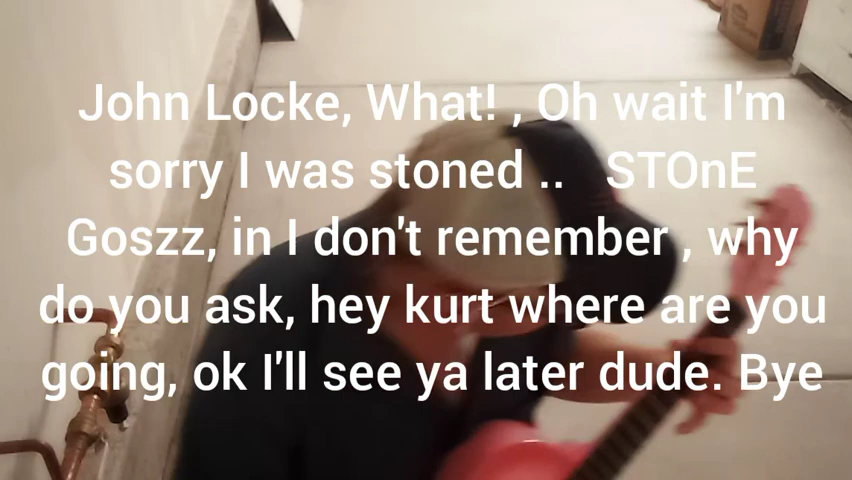 John Locke, What! , Oh wait I'm
sorry I was stoned ..   STOnE
Goszz, in I don't remember , why
do you ask, hey kurt where are you
going, ok I'll see ya later dude. Bye